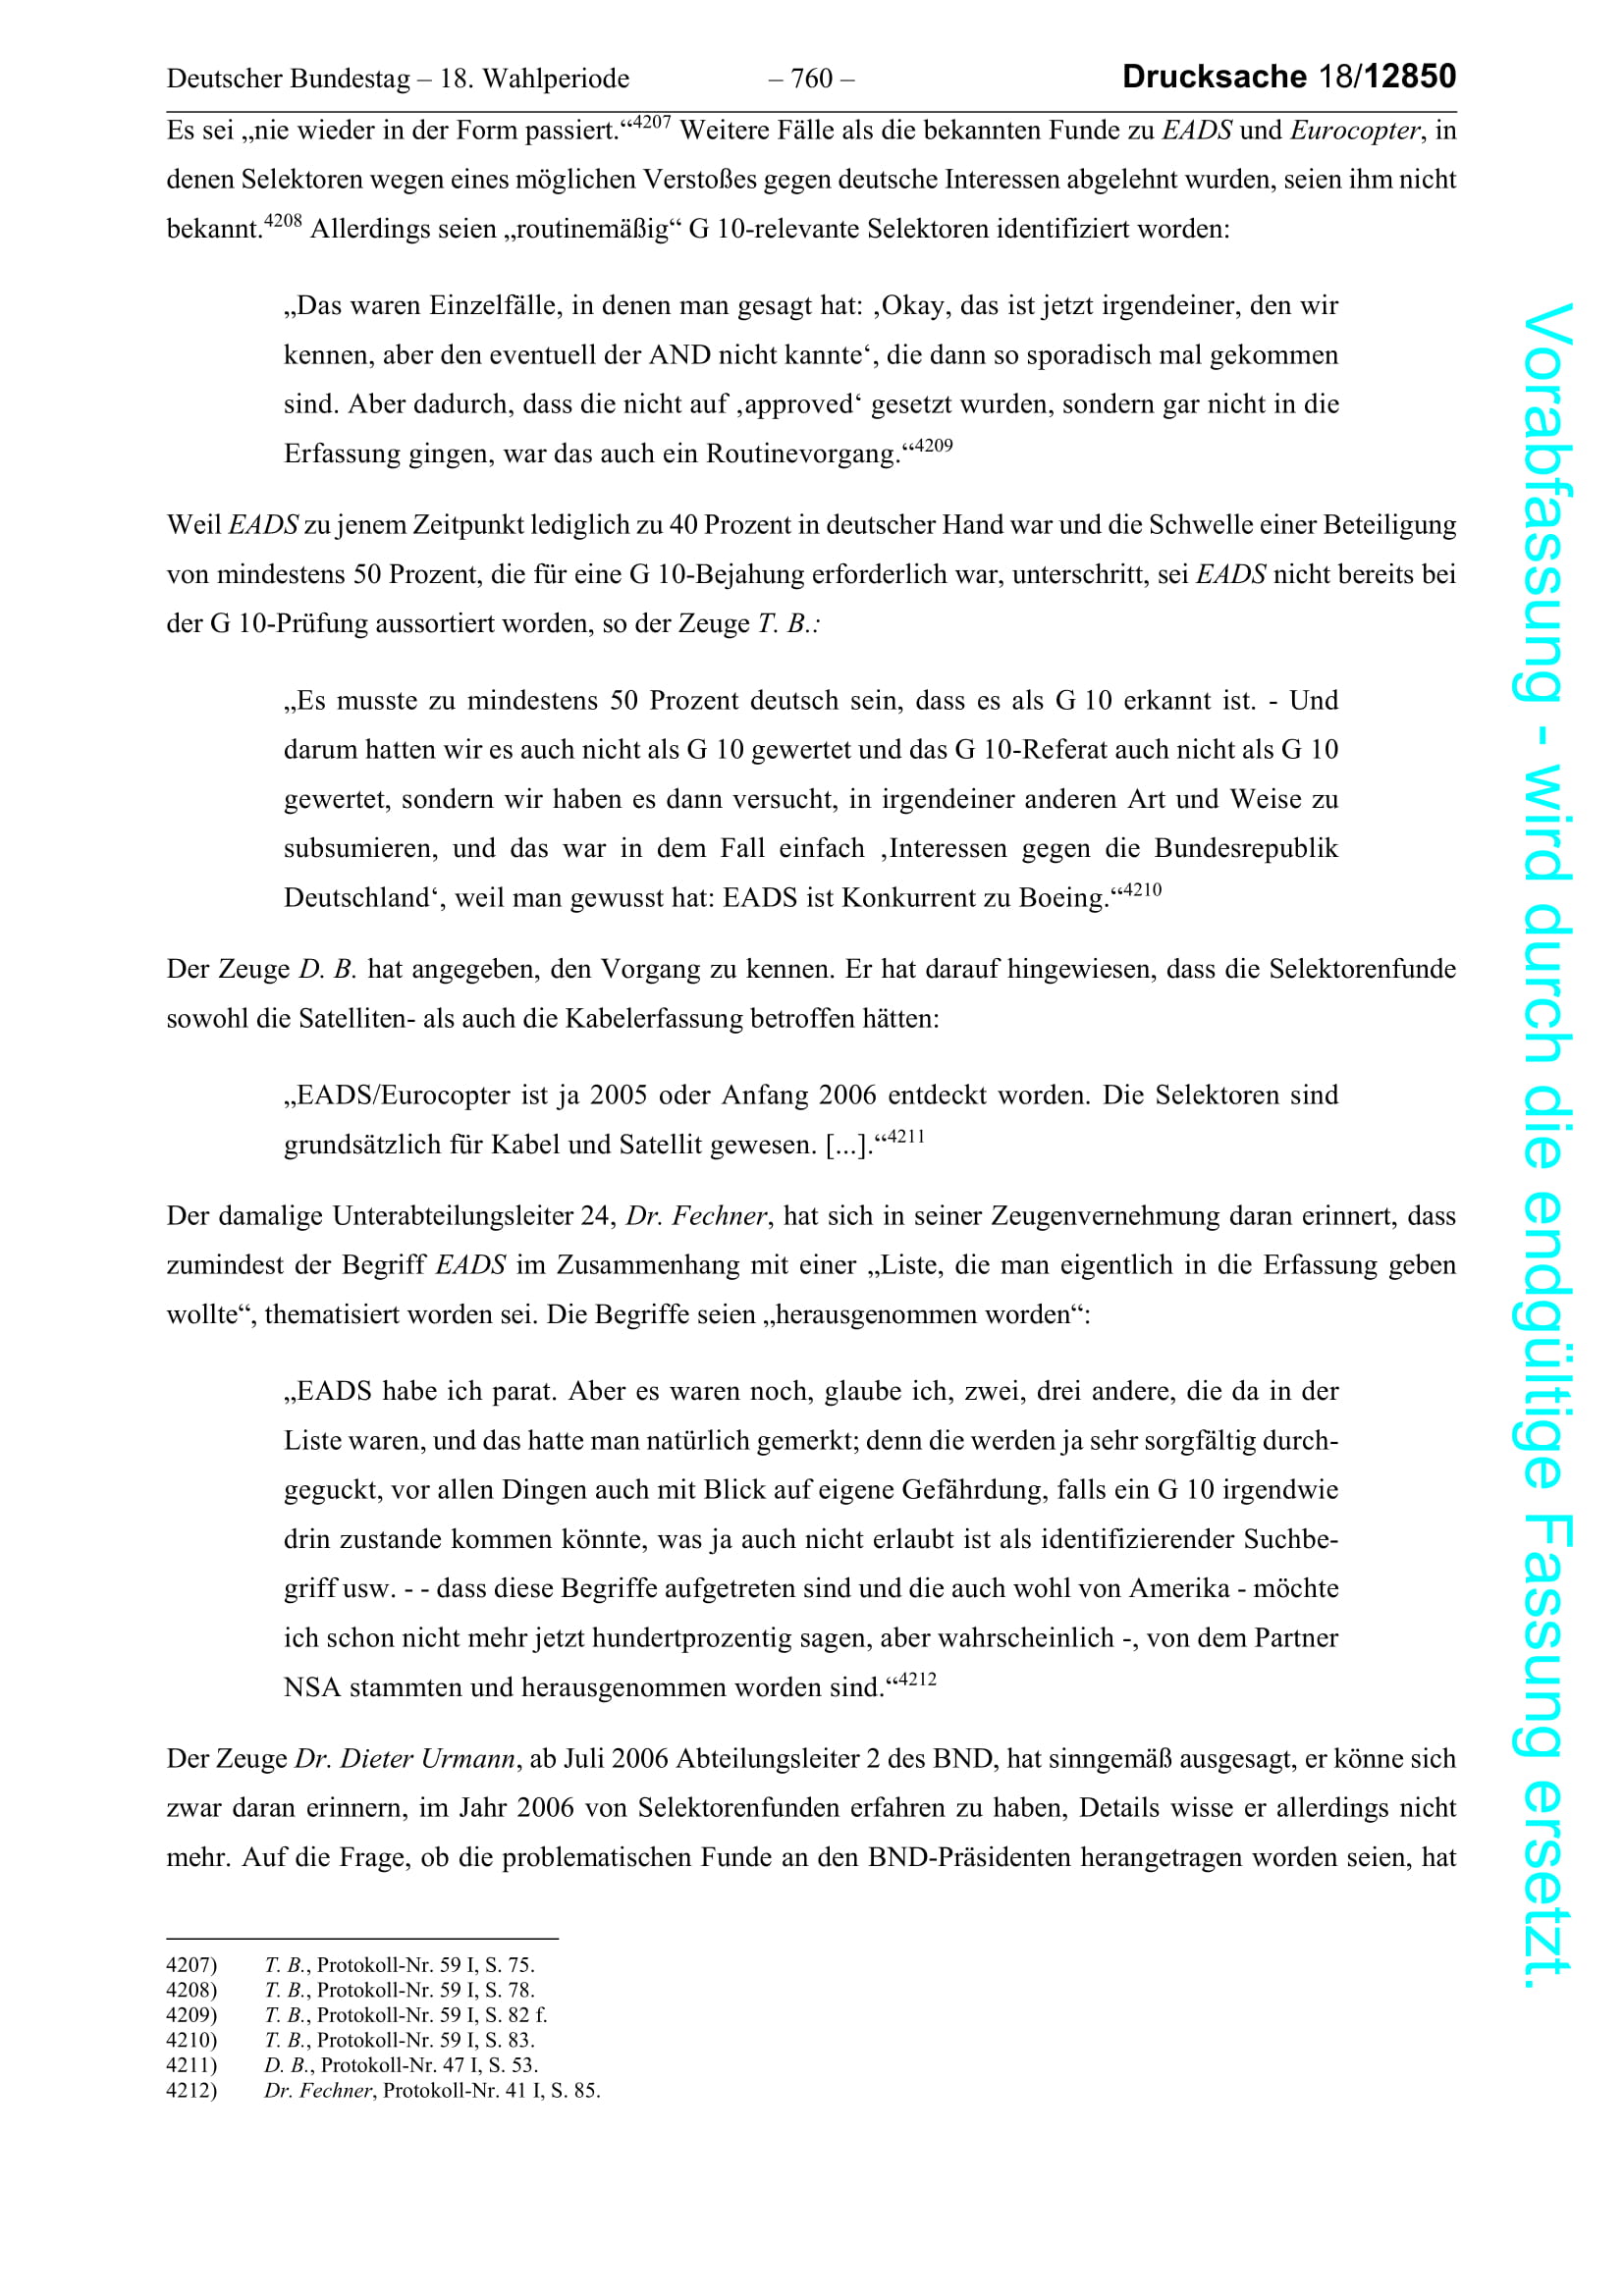 Deutscher Bundestag – 18. Wahlperiode – 760 – Drucksache 18/12850
Es sei „nie wieder in der Form passiert.“4207 Weitere Fälle als die bekannten Funde zu EADS und Eurocopter, in
denen Selektoren wegen eines möglichen Verstoßes gegen deutsche Interessen abgelehnt wurden, seien ihm nicht
bekannt.4208 Allerdings seien „routinemäßig“ G 10-relevante Selektoren identifiziert worden:
„Das waren Einzelfälle, in denen man gesagt hat: ‚Okay, das ist jetzt irgendeiner, den wir
kennen, aber den eventuell der AND nicht kannte‘, die dann so sporadisch mal gekommen
sind. Aber dadurch, dass die nicht auf ‚approved‘ gesetzt wurden, sondern gar nicht in die
Erfassung gingen, war das auch ein Routinevorgang.“4209
Weil EADS zu jenem Zeitpunkt lediglich zu 40 Prozent in deutscher Hand war und die Schwelle einer Beteiligung
von mindestens 50 Prozent, die für eine G 10-Bejahung erforderlich war, unterschritt, sei EADS nicht bereits bei
der G 10-Prüfung aussortiert worden, so der Zeuge T. B.:
„Es musste zu mindestens 50 Prozent deutsch sein, dass es als G 10 erkannt ist. - Und
darum hatten wir es auch nicht als G 10 gewertet und das G 10-Referat auch nicht als G 10
gewertet, sondern wir haben es dann versucht, in irgendeiner anderen Art und Weise zu
subsumieren, und das war in dem Fall einfach ‚Interessen gegen die Bundesrepublik
Deutschland‘, weil man gewusst hat: EADS ist Konkurrent zu Boeing.“4210
Der Zeuge D. B. hat angegeben, den Vorgang zu kennen. Er hat darauf hingewiesen, dass die Selektorenfunde
sowohl die Satelliten- als auch die Kabelerfassung betroffen hätten:
„EADS/Eurocopter ist ja 2005 oder Anfang 2006 entdeckt worden. Die Selektoren sind
grundsätzlich für Kabel und Satellit gewesen. [...].“4211
Der damalige Unterabteilungsleiter 24, Dr. Fechner, hat sich in seiner Zeugenvernehmung daran erinnert, dass
zumindest der Begriff EADS im Zusammenhang mit einer „Liste, die man eigentlich in die Erfassung geben
wollte“, thematisiert worden sei. Die Begriffe seien „herausgenommen worden“:
„EADS habe ich parat. Aber es waren noch, glaube ich, zwei, drei andere, die da in der
Liste waren, und das hatte man natürlich gemerkt; denn die werden ja sehr sorgfältig durch-
geguckt, vor allen Dingen auch mit Blick auf eigene Gefährdung, falls ein G 10 irgendwie
drin zustande kommen könnte, was ja auch nicht erlaubt ist als identifizierender Suchbe-
griff usw. - - dass diese Begriffe aufgetreten sind und die auch wohl von Amerika - möchte
ich schon nicht mehr jetzt hundertprozentig sagen, aber wahrscheinlich -, von dem Partner
NSA stammten und herausgenommen worden sind.“4212
Der Zeuge Dr. Dieter Urmann, ab Juli 2006 Abteilungsleiter 2 des BND, hat sinngemäß ausgesagt, er könne sich
zwar daran erinnern, im Jahr 2006 von Selektorenfunden erfahren zu haben, Details wisse er allerdings nicht
mehr. Auf die Frage, ob die problematischen Funde an den BND-Präsidenten herangetragen worden seien, hat
4207) T. B., Protokoll-Nr. 59 I, S. 75.
4208) T. B., Protokoll-Nr. 59 I, S. 78.
4209) T. B., Protokoll-Nr. 59 I, S. 82 f.
4210) T. B., Protokoll-Nr. 59 I, S. 83.
4211) D. B., Protokoll-Nr. 47 I, S. 53.
4212) Dr. Fechner, Protokoll-Nr. 41 I, S. 85.
Vorabfassung - wird durch die endgültige Fassung ersetzt.